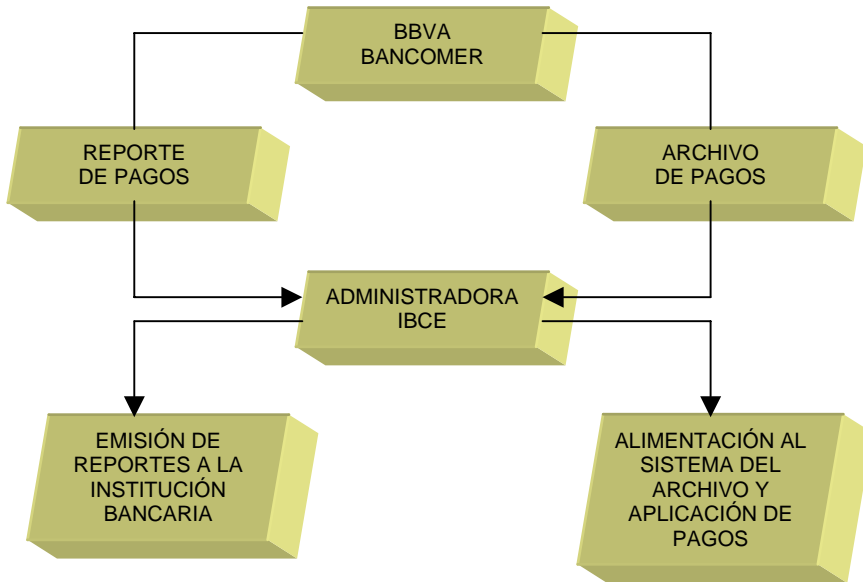 BBVA
BANCOMER
REPORTE
DE PAGOS
ARCHIVO
DE PAGOS
ADMINISTRADORA
IBCE
EMISIÓN DE
REPORTES A LA
INSTITUCIÓN
BANCARIA
ALIMENTACIÓN AL
SISTEMA DEL
ARCHIVO Y
APLICACIÓN DE
PAGOS